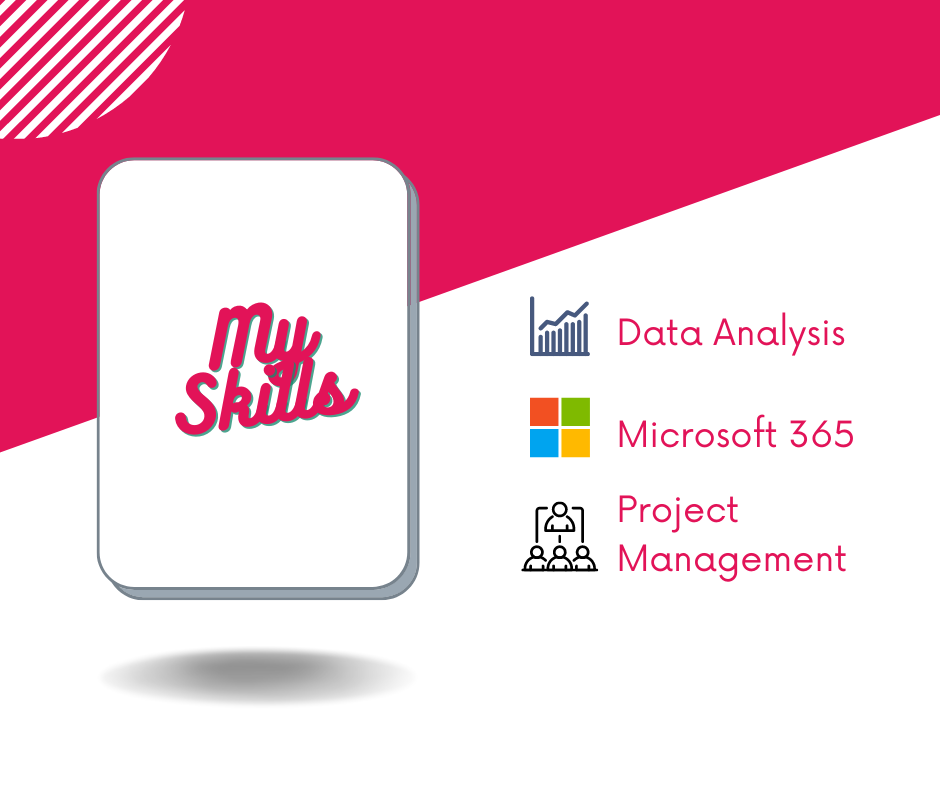 My
Skills
Data Analysis
Microsoft 365
Project
Management